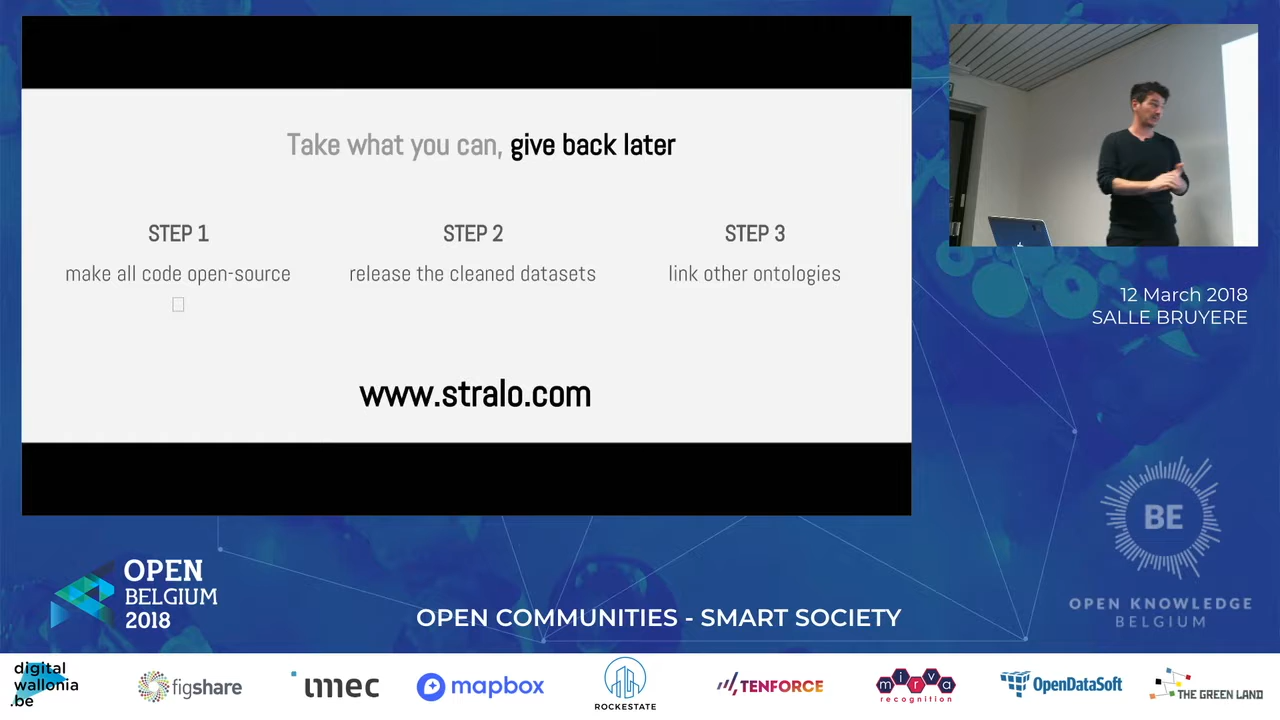 Take what you can, give back later
STEP 1
make all code open-source
STEP 2
release the cleaned datasets
STEP 3
link other ontologies
www.stralo.com
12 March 2018
SALLE BRUYERE
BE
OPEN KNOWLEDGE
BELGIUM
OPEN
BELGIUM
2018
OPEN COMMUNITIES - SMART SOCIETY
digital
wallonia
.be
figshare
imec
mapbox
ROCKESTATE
TENFORCE
mirva
recognition
OpenDataSoft
THE GREEN LAND